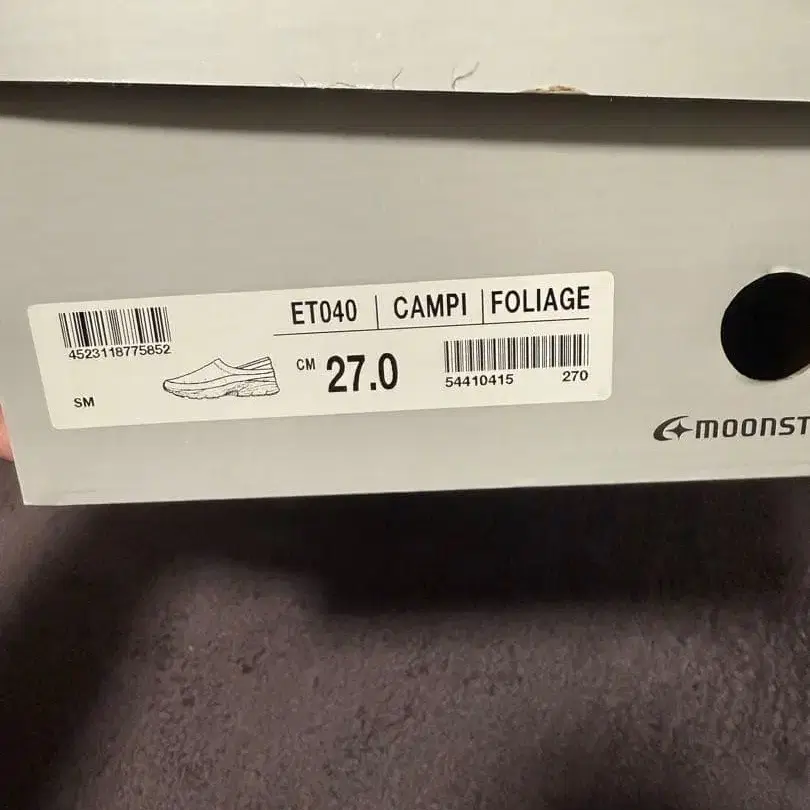 ET040 CAMPI FOLIAGE
4523118775852
CM 27.0
54410415 270
SM
MOONST